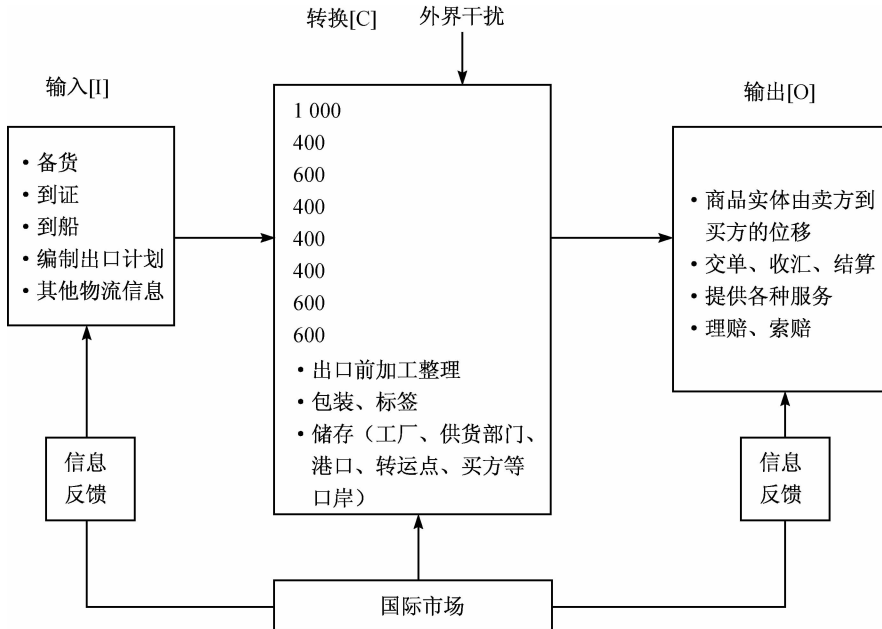 转换[C]
外界干扰
输入[I]
输出[O]
·备货
·到证
·到船
·编制出口计划
·其他物流信息
1 000
400
600
400
400
400
600
600
·出口前加工整理
·包装、标签
·储存（工厂、供货部门、
港口、转运点、买方等
口岸）
·商品实体由卖方到
买方的位移
·交单、收汇、结算
·提供各种服务
·理赔、索赔
信息
反馈
信息
反馈
国际市场